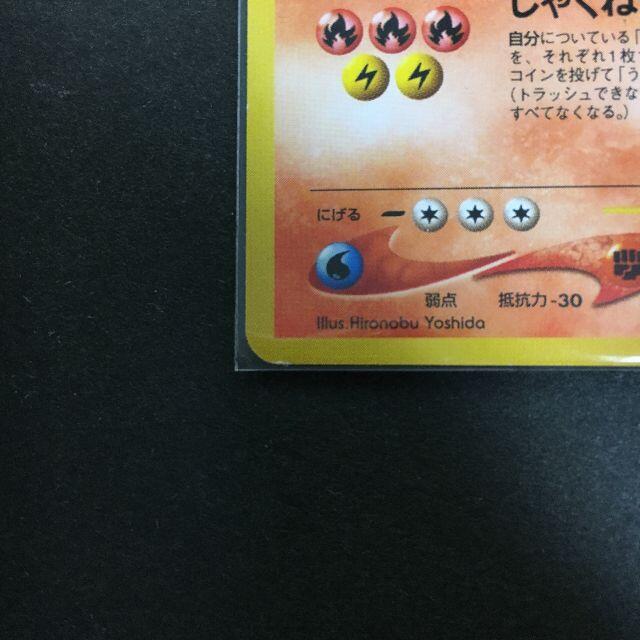 しゃくね
自分についている「
を、それぞれ1枚
コインを投げて「う
(トラッシュできな
すべてなくなる。)
にげる
弱点 抵抗力 -30
Illus.Hironobu Yoshida